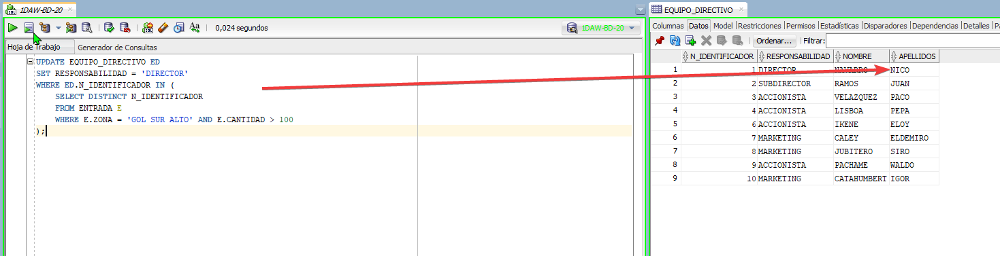 1DAW-BD-20
EQUIPO_DIRECTIVO
0,024 segundos
1DAW-BD-20
Hoja de Trabajo Generador de Consultas
UPDATE EQUIPO_DIRECTIVO ED
SET RESPONSABILIDAD = 'DIRECTOR'
WHERE ED.N_IDENTIFICADOR IN (
SELECT DISTINCT N_IDENTIFICADOR
FROM ENTRADA E
WHERE E.ZONA = 'GOL SUR ALTO' AND E.CANTIDAD > 100
);
Columnas Datos Model Restricciones Permisos Estadísticas Disparadores Dependencias Detalles
Ordenar... Filtrar:
N_IDENTIFICADOR RESPONSABILIDAD NOMBRE APELLIDOS
1 1 DIRECTOR NAVARRO NICO
2 2 SUBDIRECTOR RAMOS JUAN
3 3 ACCIONISTA VELAZQUEZ PACO
4 4 ACCIONISTA LISBOA PEPA
5 6 ACCIONISTA IKENE ELOY
6 7 MARKETING CALEY ELDEMIRO
7 8 MARKETING JUBITERO SIRO
8 9 ACCIONISTA PACHAME WALDO
9 10 MARKETING CATAHUMBERT IGOR